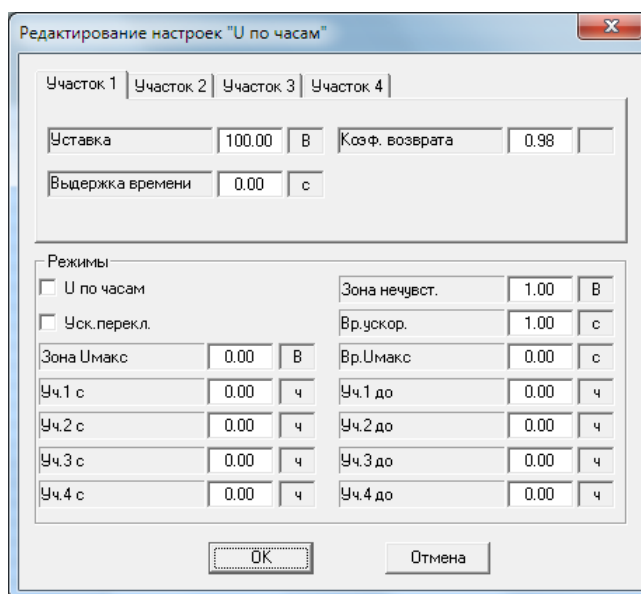 Редактирование настроек "U по часам"
Участок 1 Участок 2 Участок 3 Участок 4
Уставка 100.00 В Коэф. возврата 0.98
Выдержка времени 0.00 с
Режимы
U по часам Зона нечувст. 1.00 В
Уск.перекл. Вр.ускор. 1.00 с
Зона Uмакс 0.00 В Вр.Uмакс 0.00 с
Уч.1 с 0.00 ч Уч.1 до 0.00 ч
Уч.2 с 0.00 ч Уч.2 до 0.00 ч
Уч.3 с 0.00 ч Уч.3 до 0.00 ч
Уч.4 с 0.00 ч Уч.4 до 0.00 ч
OK Отмена